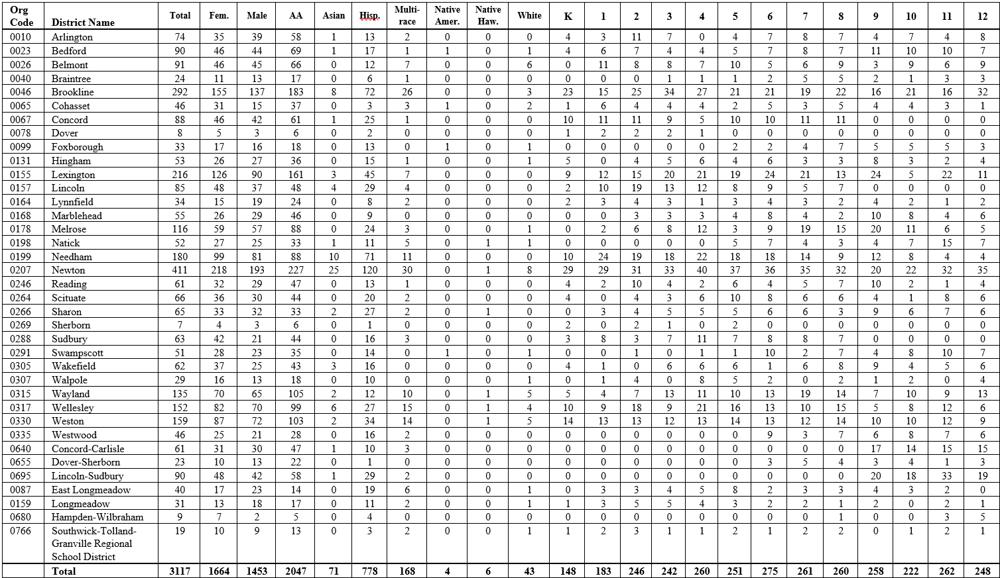 Org Code District Name Total Fem. Male AA Asian Hisp. Multi-race Native Amer. Native Haw. White K 1 2 3 4 5 6 7 8 9 10 11 12
0010 Arlington 74 35 39 58 1 13 2 0 0 0 4 3 11 7 0 4 7 8 7 4 7 4 8
0023 Bedford 90 46 44 69 1 17 1 1 0 1 4 6 7 4 4 5 7 8 7 11 10 10 7
0026 Belmont 91 46 45 66 0 12 7 0 0 6 0 11 8 8 7 10 5 6 9 3 9 6 9
0040 Braintree 24 11 13 17 0 6 1 0 0 0 0 0 0 1 1 1 2 5 5 2 1 3 3
0046 Brookline 292 155 137 183 8 72 26 0 0 3 23 15 25 34 27 21 21 19 22 16 21 16 32
0065 Cohasset 46 31 15 37 0 3 3 1 0 2 1 6 4 4 4 2 5 3 5 4 4 3 1
0067 Concord 88 46 42 61 1 25 1 0 0 0 10 11 11 9 5 10 10 11 11 0 0 0 0
0078 Dover 8 5 3 6 0 2 0 0 0 0 1 2 2 2 1 0 0 0 0 0 0 0 0
0099 Foxborough 33 17 16 18 0 13 0 1 0 1 0 0 0 0 0 2 2 4 7 5 5 5 3
0131 Hingham 53 26 27 36 0 15 1 0 0 1 5 0 4 5 6 4 6 3 3 8 3 2 4
0155 Lexington 216 126 90 161 3 45 7 0 0 0 9 12 15 20 21 19 24 21 13 24 5 22 11
0157 Lincoln 85 48 37 48 4 29 4 0 0 0 2 10 19 13 12 8 9 5 7 0 0 0 0
0164 Lynnfield 34 15 19 24 0 8 2 0 0 0 2 3 4 3 1 3 4 3 2 4 2 1 2
0168 Marblehead 55 26 29 46 0 9 0 0 0 0 0 0 3 3 3 4 8 4 2 10 8 4 6
0178 Melrose 116 59 57 88 0 24 3 0 0 1 0 2 6 8 12 3 9 19 15 20 11 6 5
0198 Natick 52 27 25 33 1 11 5 0 1 1 0 0 0 0 0 5 7 4 3 4 7 15 7
0199 Needham 180 99 81 88 10 71 11 0 0 0 10 24 19 18 22 18 18 14 9 12 8 4 4
0207 Newton 411 218 193 227 25 120 30 0 1 8 29 29 31 33 40 37 36 35 32 20 22 32 35
0246 Reading 61 32 29 47 0 13 1 0 0 0 4 2 10 4 2 6 4 5 7 10 2 1 4
0264 Scituate 66 36 30 44 0 20 2 0 0 0 4 0 4 3 6 10 8 6 6 4 1 8 6
0266 Sharon 65 33 32 33 2 27 2 0 1 0 0 3 4 5 5 5 6 6 3 9 6 7 6
0269 Sherborn 7 4 3 6 0 1 0 0 0 0 2 0 2 1 0 2 0 0 0 0 0 0 0
0288 Sudbury 63 42 21 44 0 16 3 0 0 0 3 8 3 7 11 7 8 8 7 0 0 0 0
0291 Swampscott 51 28 23 35 0 14 0 1 0 1 0 0 1 0 1 1 10 2 7 4 8 10 7
0305 Wakefield 62 37 25 43 3 16 0 0 0 0 4 1 0 6 6 6 1 6 8 9 4 5 6
0307 Walpole 29 16 13 18 0 10 0 0 0 1 0 1 4 0 8 5 2 0 2 1 2 0 4
0315 Wayland 135 70 65 105 2 12 10 0 1 5 5 4 7 13 11 10 13 19 14 7 10 9 13
0317 Wellesley 152 82 70 99 6 27 15 0 1 4 10 9 18 9 21 16 13 10 15 5 8 12 6
0330 Weston 159 87 72 103 2 34 14 0 1 5 14 13 13 12 13 14 13 12 14 10 10 12 9
0335 Westwood 46 25 21 28 0 16 2 0 0 0 0 0 0 0 0 0 9 3 7 6 8 7 6
0640 Concord-Carlisle 61 31 30 47 1 10 3 0 0 0 0 0 0 0 0 0 0 0 0 17 14 15 15
0655 Dover-Sherborn 23 10 13 22 0 1 0 0 0 0 0 0 0 0 0 0 3 5 4 3 4 1 3
0695 Lincoln-Sudbury 90 48 42 58 1 29 2 0 0 0 0 0 0 0 0 0 0 0 0 20 18 33 19
0087 East Longmeadow 40 17 23 14 0 19 6 0 0 1 0 3 3 4 5 8 2 3 3 4 3 2 0
0159 Longmeadow 31 13 18 17 0 11 2 0 0 1 1 3 5 5 4 3 2 2 1 2 0 2 1
0680 Hampden-Wilbraham 9 7 2 5 0 4 0 0 0 0 0 0 0 0 0 0 0 0 1 0 0 3 5
0766 Southwick-Tolland- 19 10 9 13 0 3 2 0 0 1 1 2 3 1 1 2 1 2 2 0 1 2 1
Granville Regional
School District
Total 3117 1664 1453 2047 71 778 168 4 6 43 148 183 246 242 260 251 275 261 260 258 222 262 248